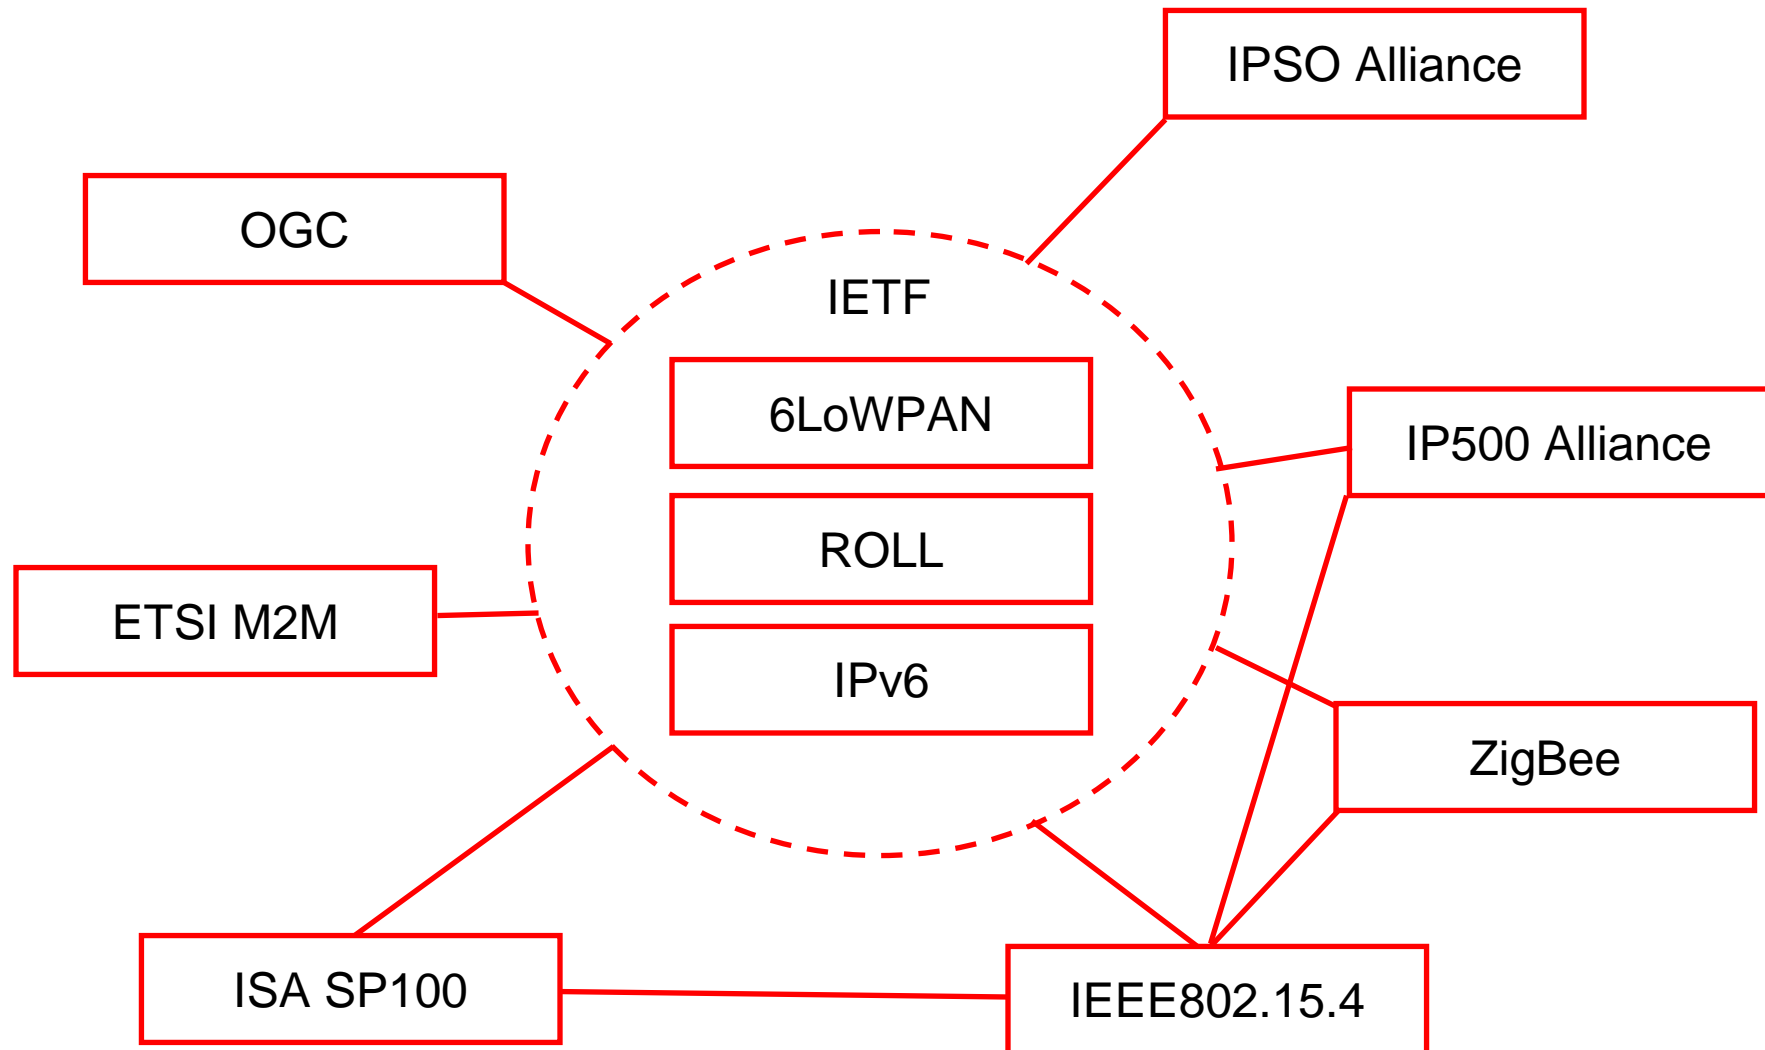 IPSO Alliance
OGC
IETF
6LoWPAN
IP500 Alliance
ROLL
ETSI M2M
IPv6
ZigBee
ISA SP100
IEEE802.15.4